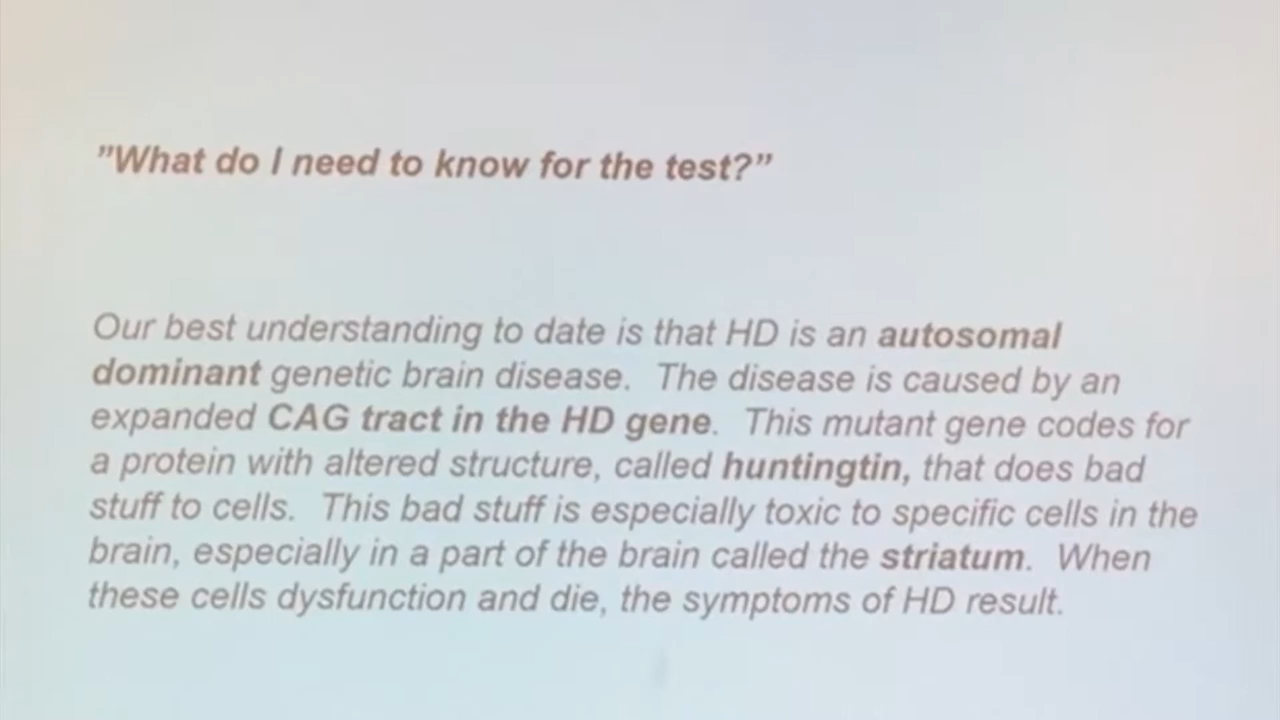 ”What do I need to know for the test?”
Our best understanding to date is that HD is an autosomal
dominant genetic brain disease. The disease is caused by an
expanded CAG tract in the HD gene. This mutant gene codes for
a protein with altered structure, called huntingtin, that does bad
stuff to cells. This bad stuff is especially toxic to specific cells in the
brain, especially in a part of the brain called the striatum. When
these cells dysfunction and die, the symptoms of HD result.